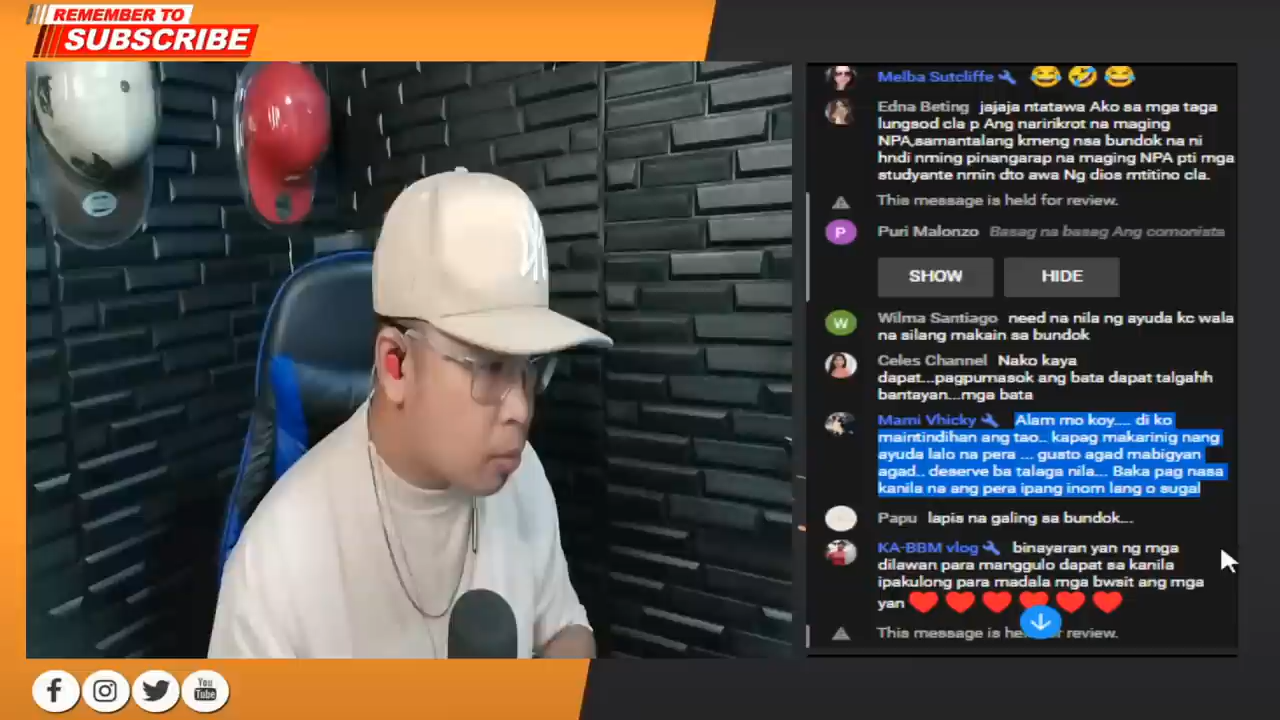 REMEMBER TO
SUBSCRIBE
Melba Sutcliffe
Edna Beting jajaja ntatawa Ako sa mga taga
lungsod cla p Ang naririkrot na maging
NPA,samantalang kmeng nsa bundok na ni
hndi nming pinangarap na maging NPA pti mga
studyante nmin dto awa Ng dios mtitino cla.
This message is held for review.
P Puri Malonzo Basag na basag Ang comonista
SHOW HIDE
W Wilma Santiago need na nila ng ayuda kc wala
na silang makain sa bundok
Celes Channel Nako kaya
dapat...pagpumasok ang bata dapat talgahh
bantayan...mga bata
Mami Vhicky Alam mo koy.... di ko
maintindihan ang tao.. kapag makarinig nang
ayuda lalo na pera ... gusto agad mabigyan
agad.. deserve ba talaga nila... Baka pag nasa
kanila na ang pera ipang inom lang o sugal
Papu lapis na galing sa bundok...
KA-BBM vlog binayaran yan ng mga
dilawan para manggulo dapat sa kanila
ipakulong para madala mga bwsit ang mga
yan
This message is review.
You
Tube